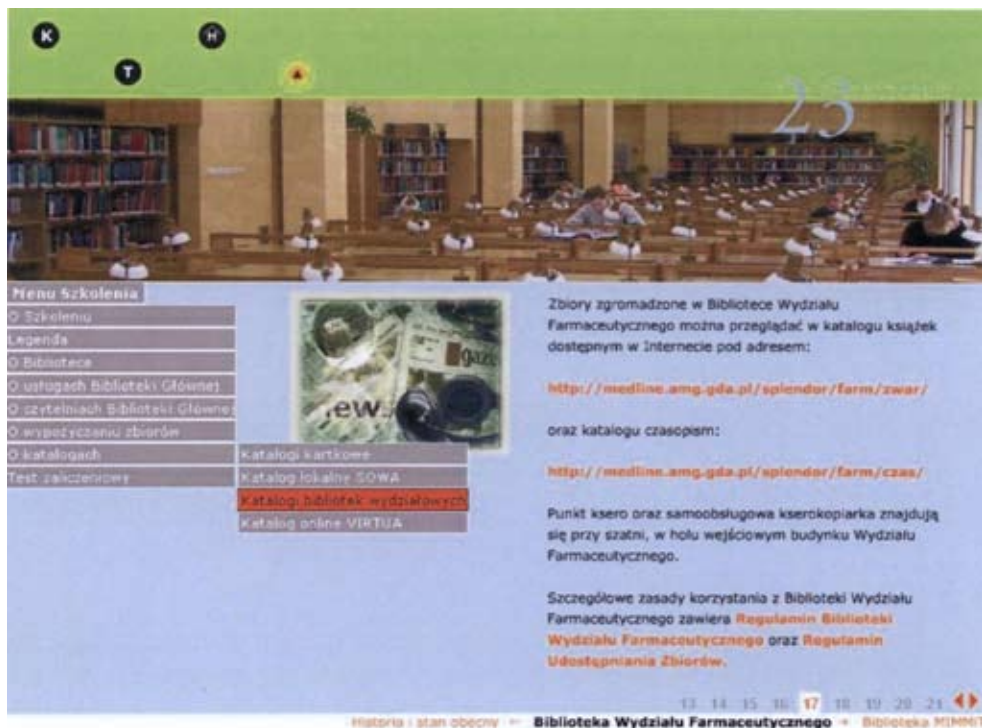 K
H
T
23
Menu Szkolenia
O Szkoleniu
Legenda
O Bibliotece
O usługach Biblioteki Głównej
O czytelniach Biblioteki Głównej
O wypożyczaniu zbiorów
O katalogach
Test zaliczeniowy
Katalogi kartkowe
Katalog lokalny SOWA
Katalogi bibliotek wydziałowych
Katalog online VIRTUA
Zbiory zgromadzone w Bibliotece Wydziału
Farmaceutycznego można przeglądać w katalogu książek
dostępnym w Internecie pod adresem:
http://medline.amg.gda.pl/splendor/farm/zwar/
oraz katalogu czasopism:
http://medline.amg.gda.pl/splendor/farm/czas/
Punkt ksero oraz samoobsługowa kserokopiarka znajdują
się przy szatni, w holu wejściowym budynku Wydziału
Farmaceutycznego.
Szczegółowe zasady korzystania z Biblioteki Wydziału
Farmaceutycznego zawiera Regulamin Biblioteki
Wydziału Farmaceutycznego oraz Regulamin
Udostępniania Zbiorów.
13 14 15 16 17 18 19 20 21
Historia i stan obecny ← Biblioteka Wydziału Farmaceutycznego → Biblioteka MIMMiT